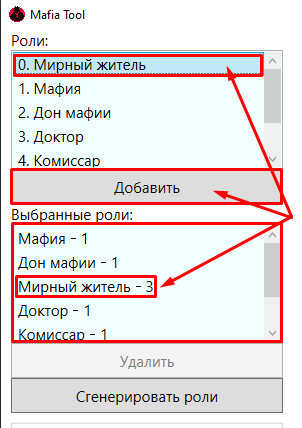 Mafia Tool
Роли:
0. Мирный житель
1. Мафия
2. Дон мафии
3. Доктор
4. Комиссар
Добавить
Выбранные роли:
Мафия - 1
Дон мафии - 1
Мирный житель - 3
Доктор - 1
Комиссар - 1
Удалить
Сгенерировать роли